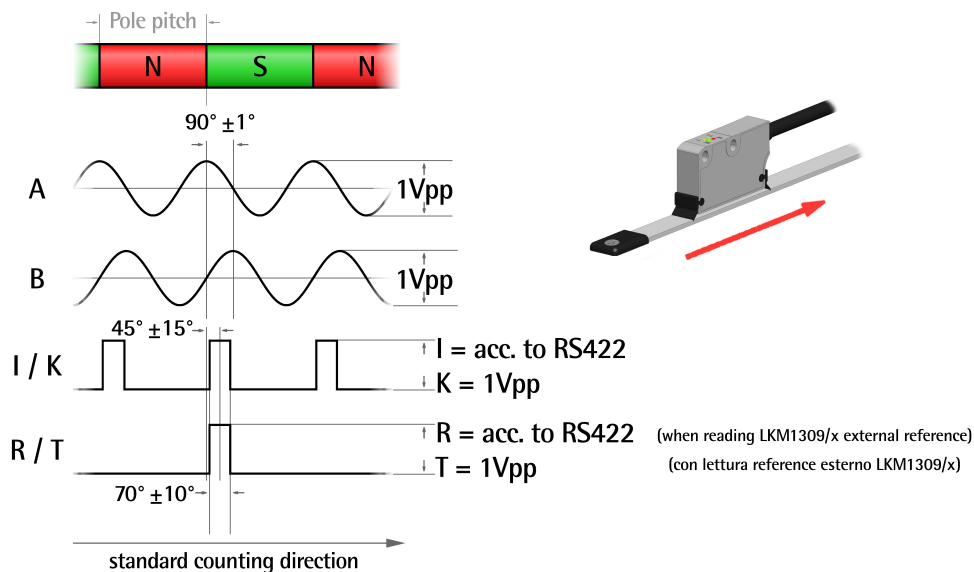 Pole pitch
N S N
90° ±1°
A
1Vpp
B
1Vpp
45° ±15°
I / K
I = acc. to RS422
K = 1Vpp
R / T
R = acc. to RS422 (when reading LKM1309/x external reference)
T = 1Vpp (con lettura reference esterno LKM1309/x)
70° ±10°
standard counting direction